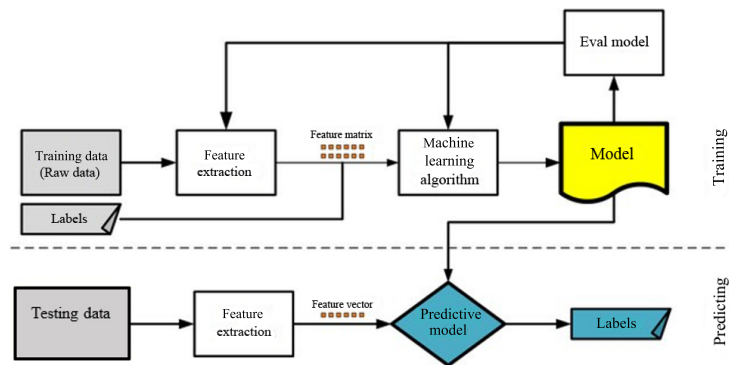 Eval model
Feature matrix
Training data
(Raw data)
Feature
extraction
Machine
learning
algorithm
Model
Training
Labels
Testing data
Feature
extraction
Feature vector
Predictive
model
Labels
Predicting